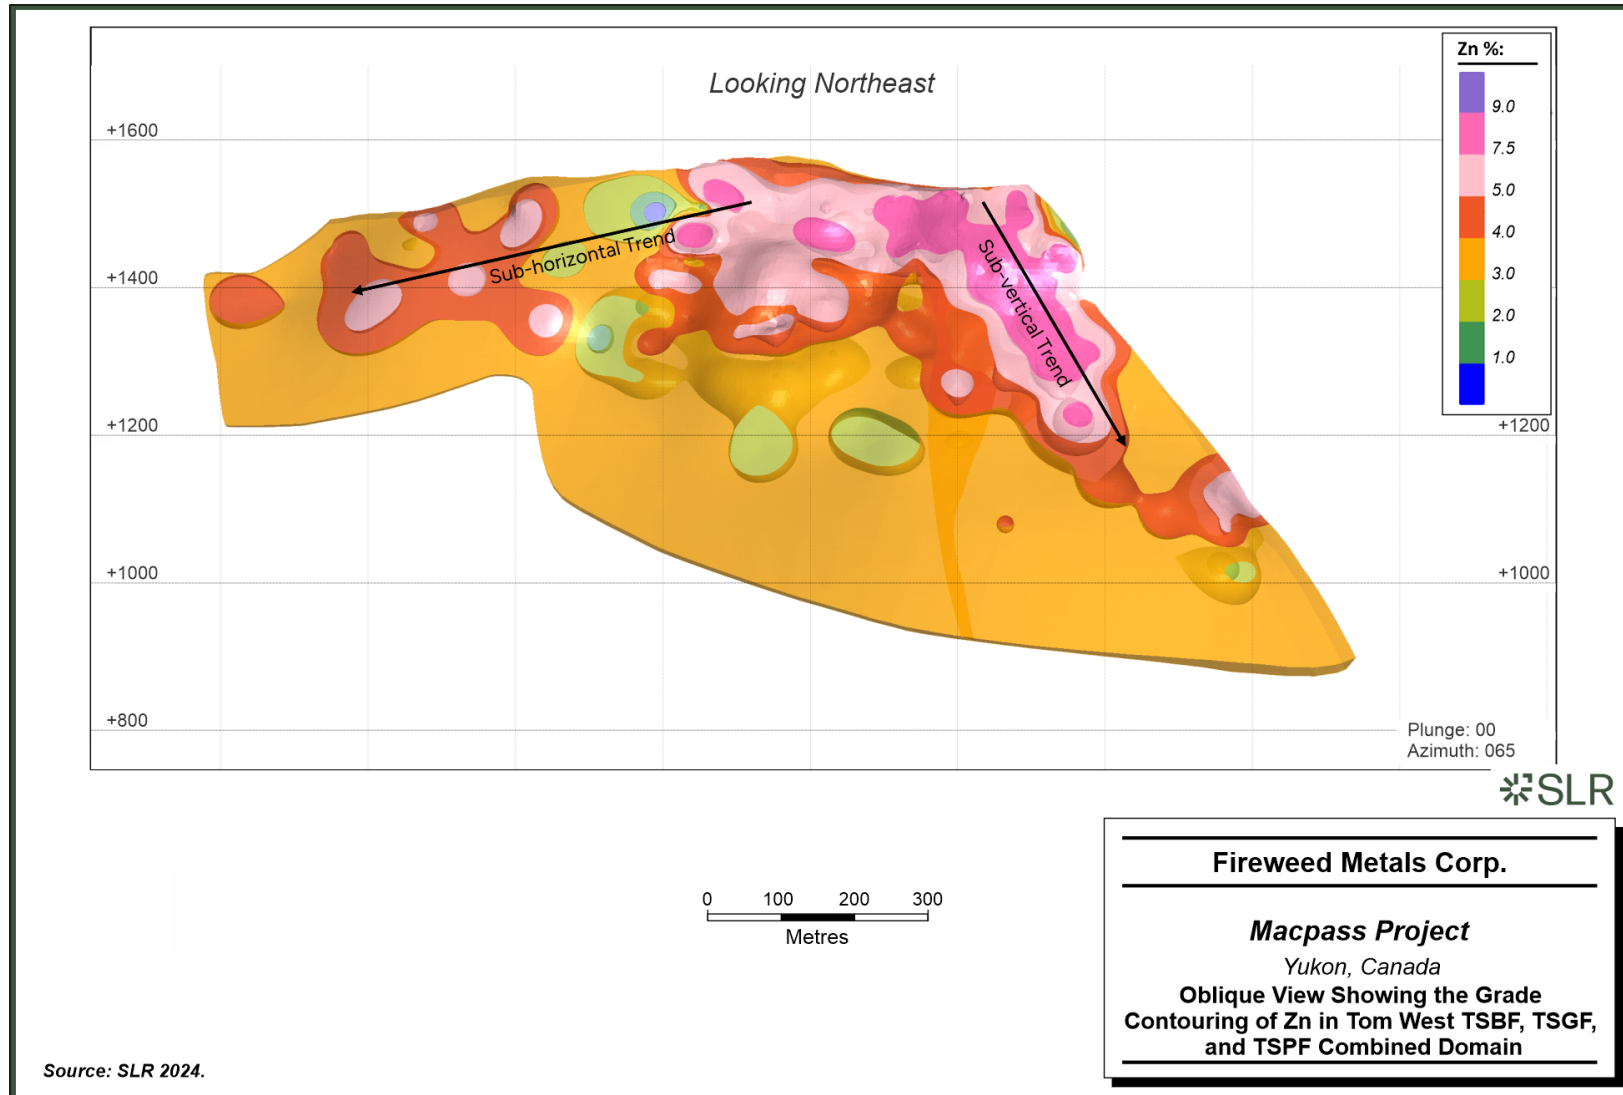 Looking Northeast
Zn %:
9.0
7.5
5.0
4.0
3.0
2.0
1.0
+1600
+1400
+1200
+1000
+800
+1200
+1000
Sub-horizontal Trend
Sub-vertical Trend
Plunge: 00
Azimuth: 065
SLR
0 100 200 300
Metres
Fireweed Metals Corp.
Macpass Project
Yukon, Canada
Oblique View Showing the Grade
Contouring of Zn in Tom West TSBF, TSGF,
and TSPF Combined Domain
Source: SLR 2024.